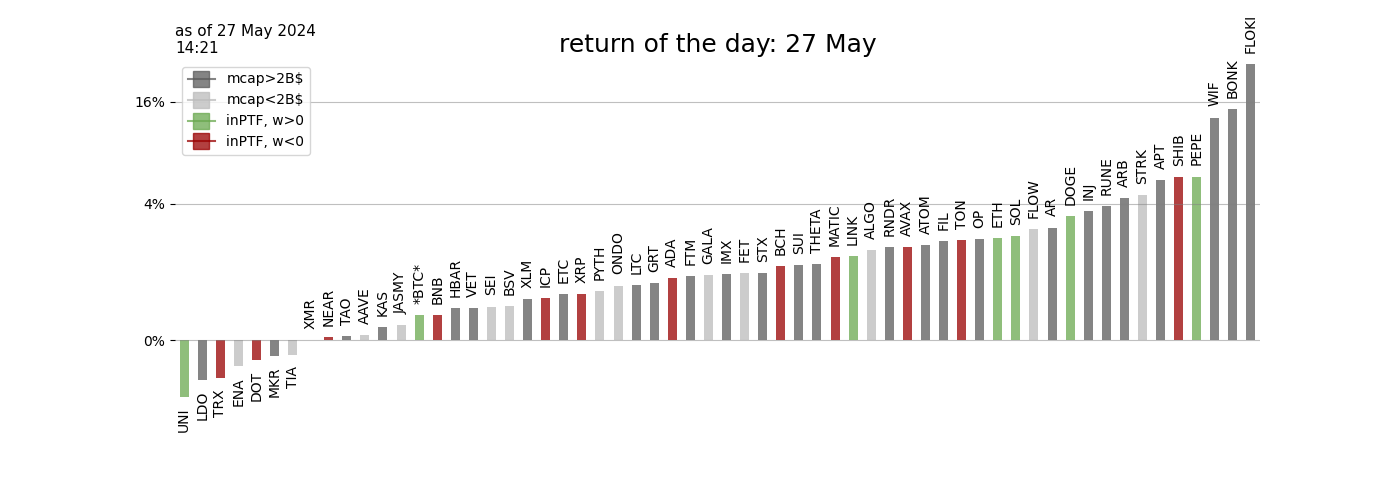 as of 27 May 2024
14:21
return of the day: 27 May
mcap>2B$
mcap<2B$
inPTF, w>0
inPTF, w<0
16%
4%
0%
UNI
LDO
TRX
ENA
DOT
MKR
TIA
XMR
NEAR
TAO
AAVE
KAS
JASMY
*BTC*
BNB
HBAR
VET
SEI
BSV
XLM
ICP
ETC
XRP
PYTH
ONDO
LTC
GRT
ADA
FTM
GALA
IMX
FET
STX
BCH
SUI
THETA
MATIC
LINK
ALGO
RNDR
AVAX
ATOM
FIL
TON
OP
ETH
SOL
FLOW
AR
DOGE
INJ
RUNE
ARB
STRK
APT
SHIB
PEPE
WIF
BONK
FLOKI